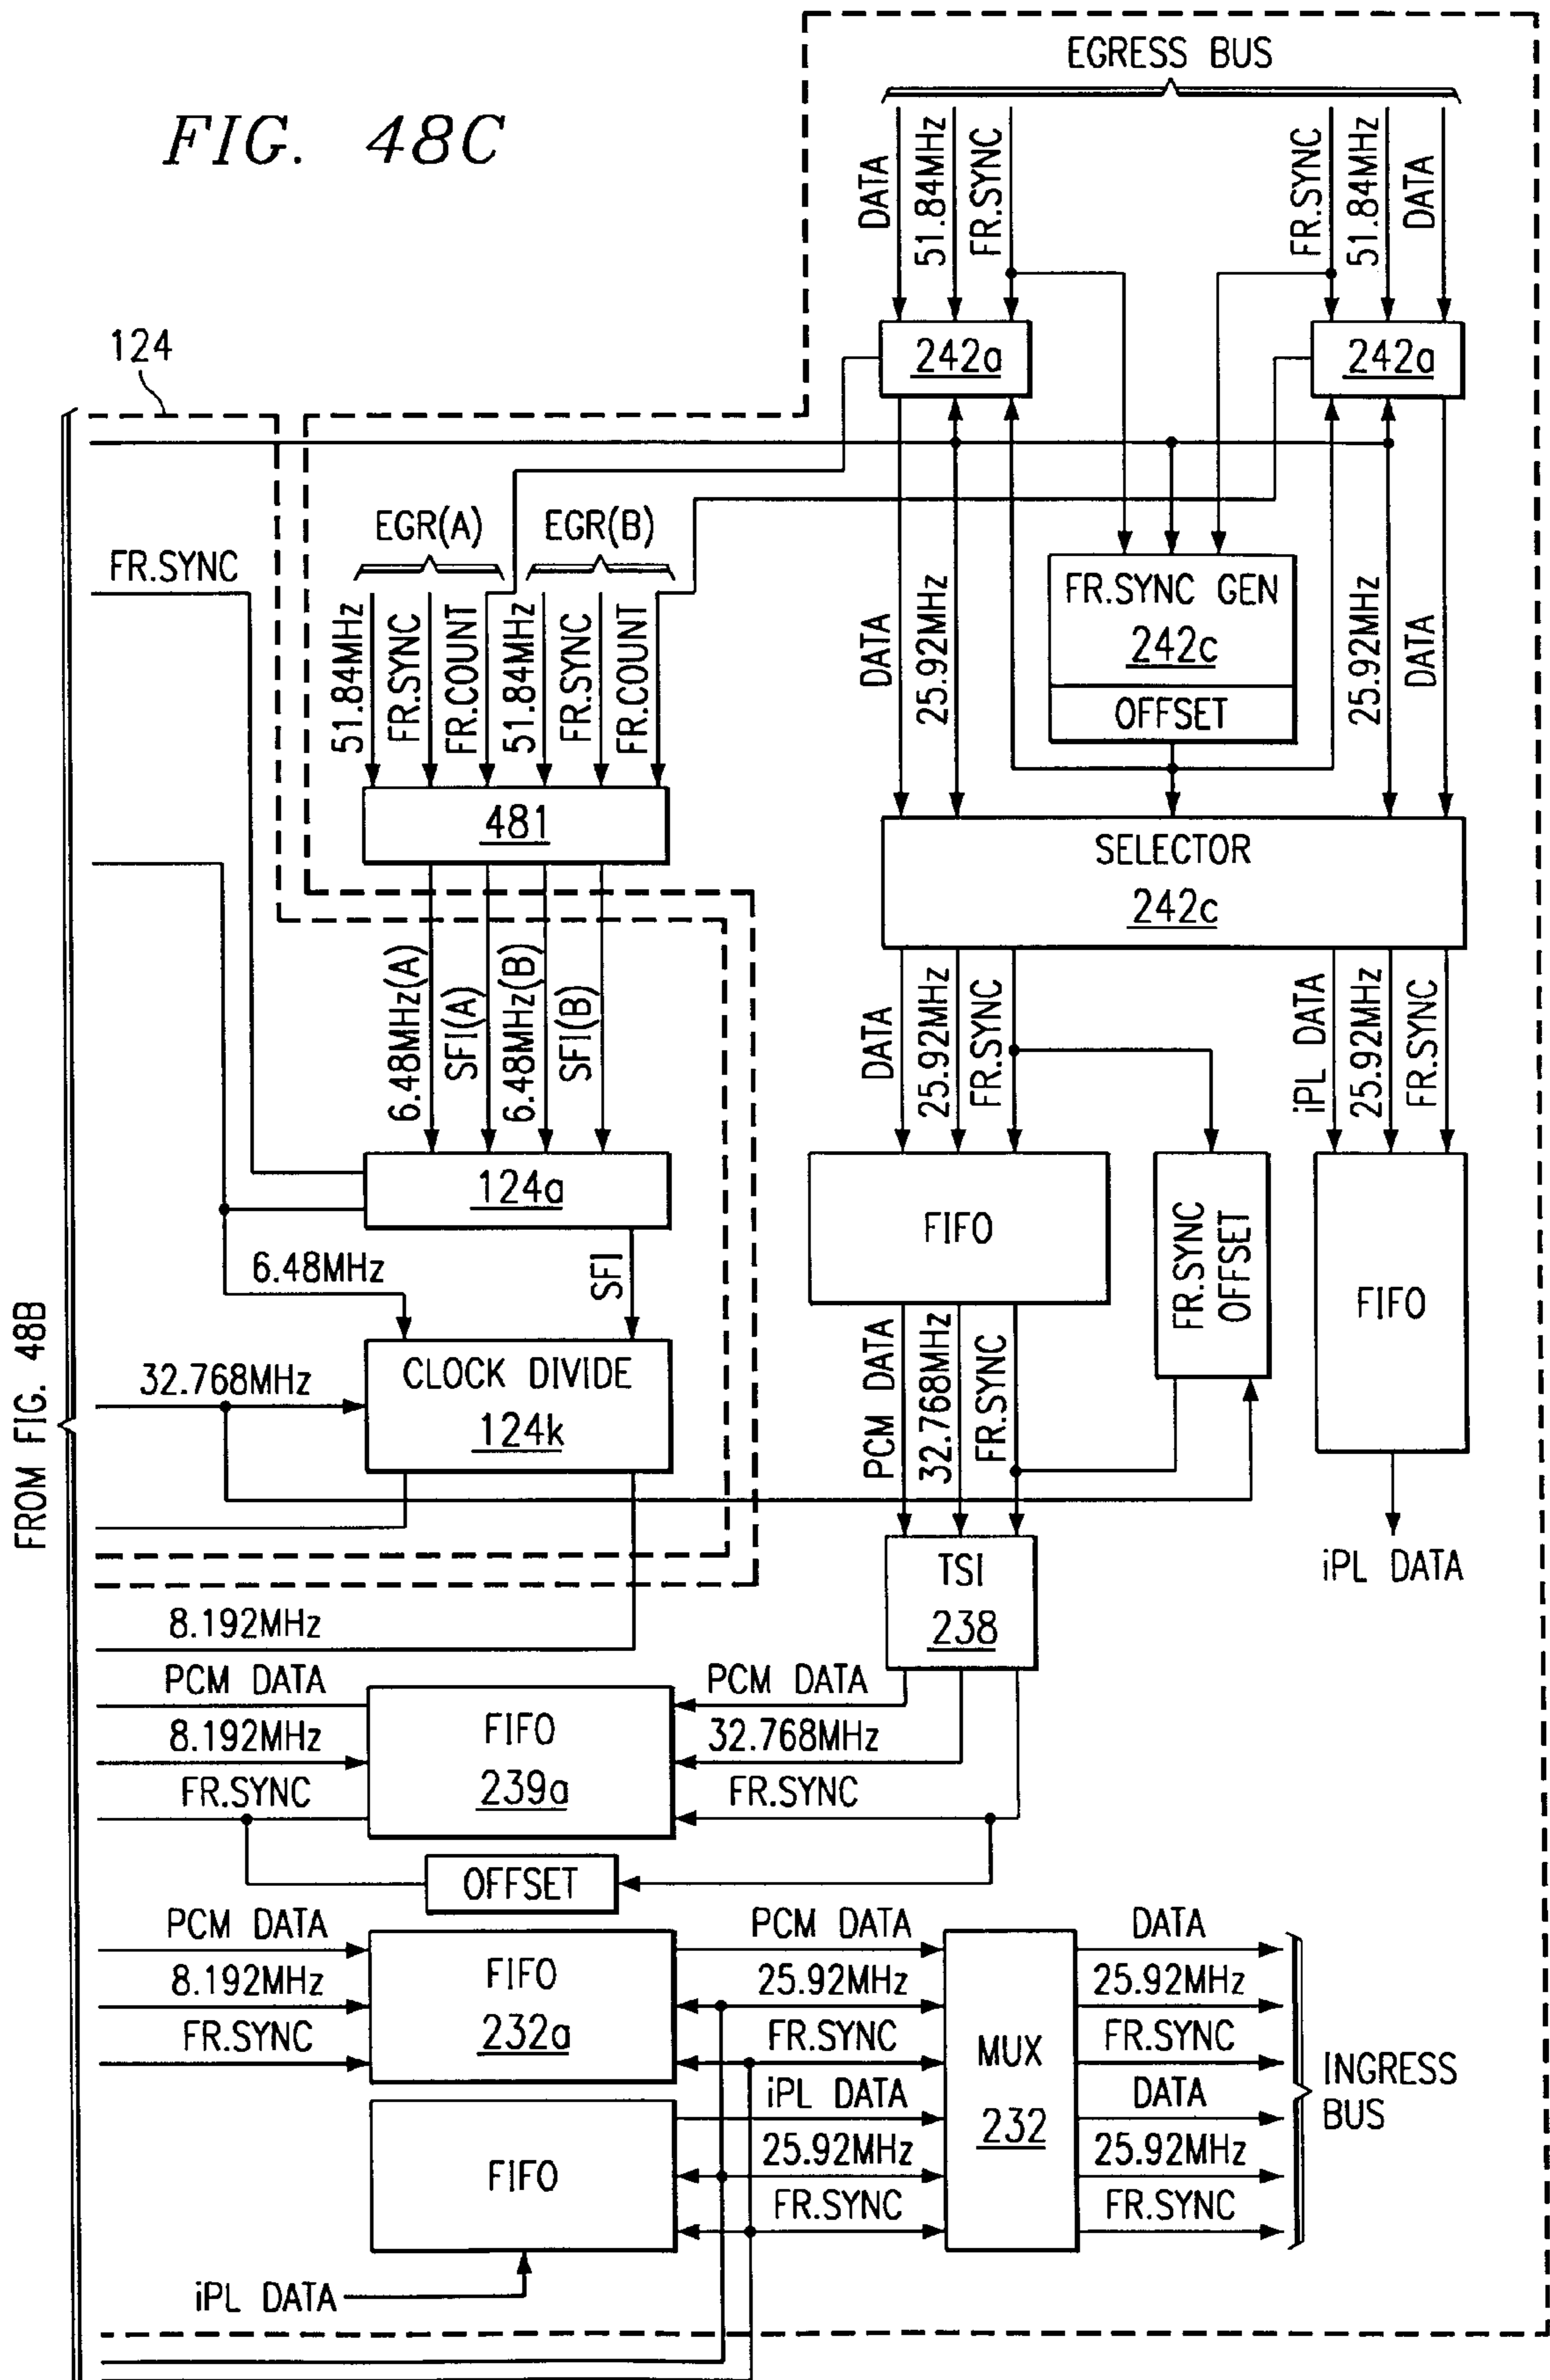 EGRESS BUS
FIG. 48C
DATA
51.84MHz
FR.SYNC
FR.SYNC
51.84MHz
DATA
124
242a
242a
FR.SYNC
EGR(A)
EGR(B)
51.84MHz
FR.SYNC
FR.COUNT
51.84MHz
FR.SYNC
FR.COUNT
DATA
25.92MHz
FR.SYNC GEN
242c
OFFSET
25.92MHz
DATA
481
SELECTOR
242c
6.48MHz(A)
SFI(A)
6.48MHz(B)
SFI(B)
DATA
25.92MHz
FR.SYNC
iPL DATA
25.92MHz
FR.SYNC
124a
FIFO
FR.SYNC
OFFSET
FIFO
6.48MHz
SFI
FROM FIG. 48B
32.768MHz
CLOCK DIVIDE
124k
PCM DATA
32.768MHz
FR.SYNC
iPL DATA
TSI
238
8.192MHz
PCM DATA
8.192MHz
FR.SYNC
FIFO
239a
PCM DATA
32.768MHz
FR.SYNC
OFFSET
PCM DATA
8.192MHz
FR.SYNC
FIFO
232a
PCM DATA
25.92MHz
FR.SYNC
iPL DATA
25.92MHz
FR.SYNC
MUX
232
DATA
25.92MHz
FR.SYNC
DATA
25.92MHz
FR.SYNC
INGRESS
BUS
FIFO
iPL DATA